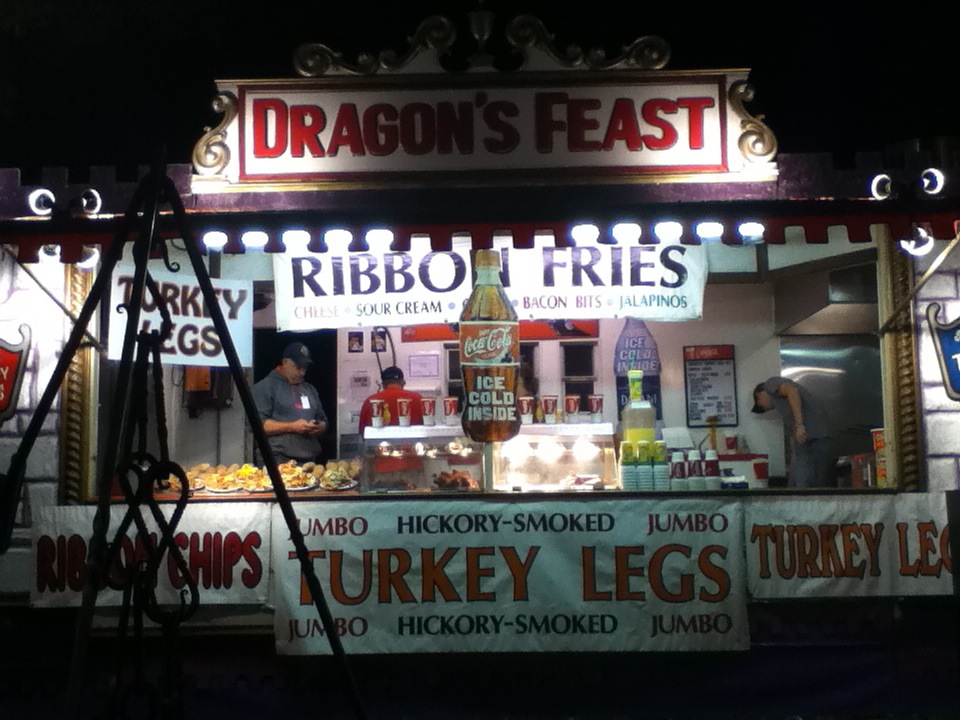 DRAGON'S FEAST
RIBBON FRIES
CHEESE • SOUR CREAM • BACON BITS • JALAPINOS
TURKEY
LEGS
Coca-Cola
ICE
COLD
INSIDE
ICE
COLD
INSIDE
RIBBON CHIPS
JUMBO HICKORY-SMOKED JUMBO
TURKEY LEGS
JUMBO HICKORY-SMOKED JUMBO
TURKEY LEG